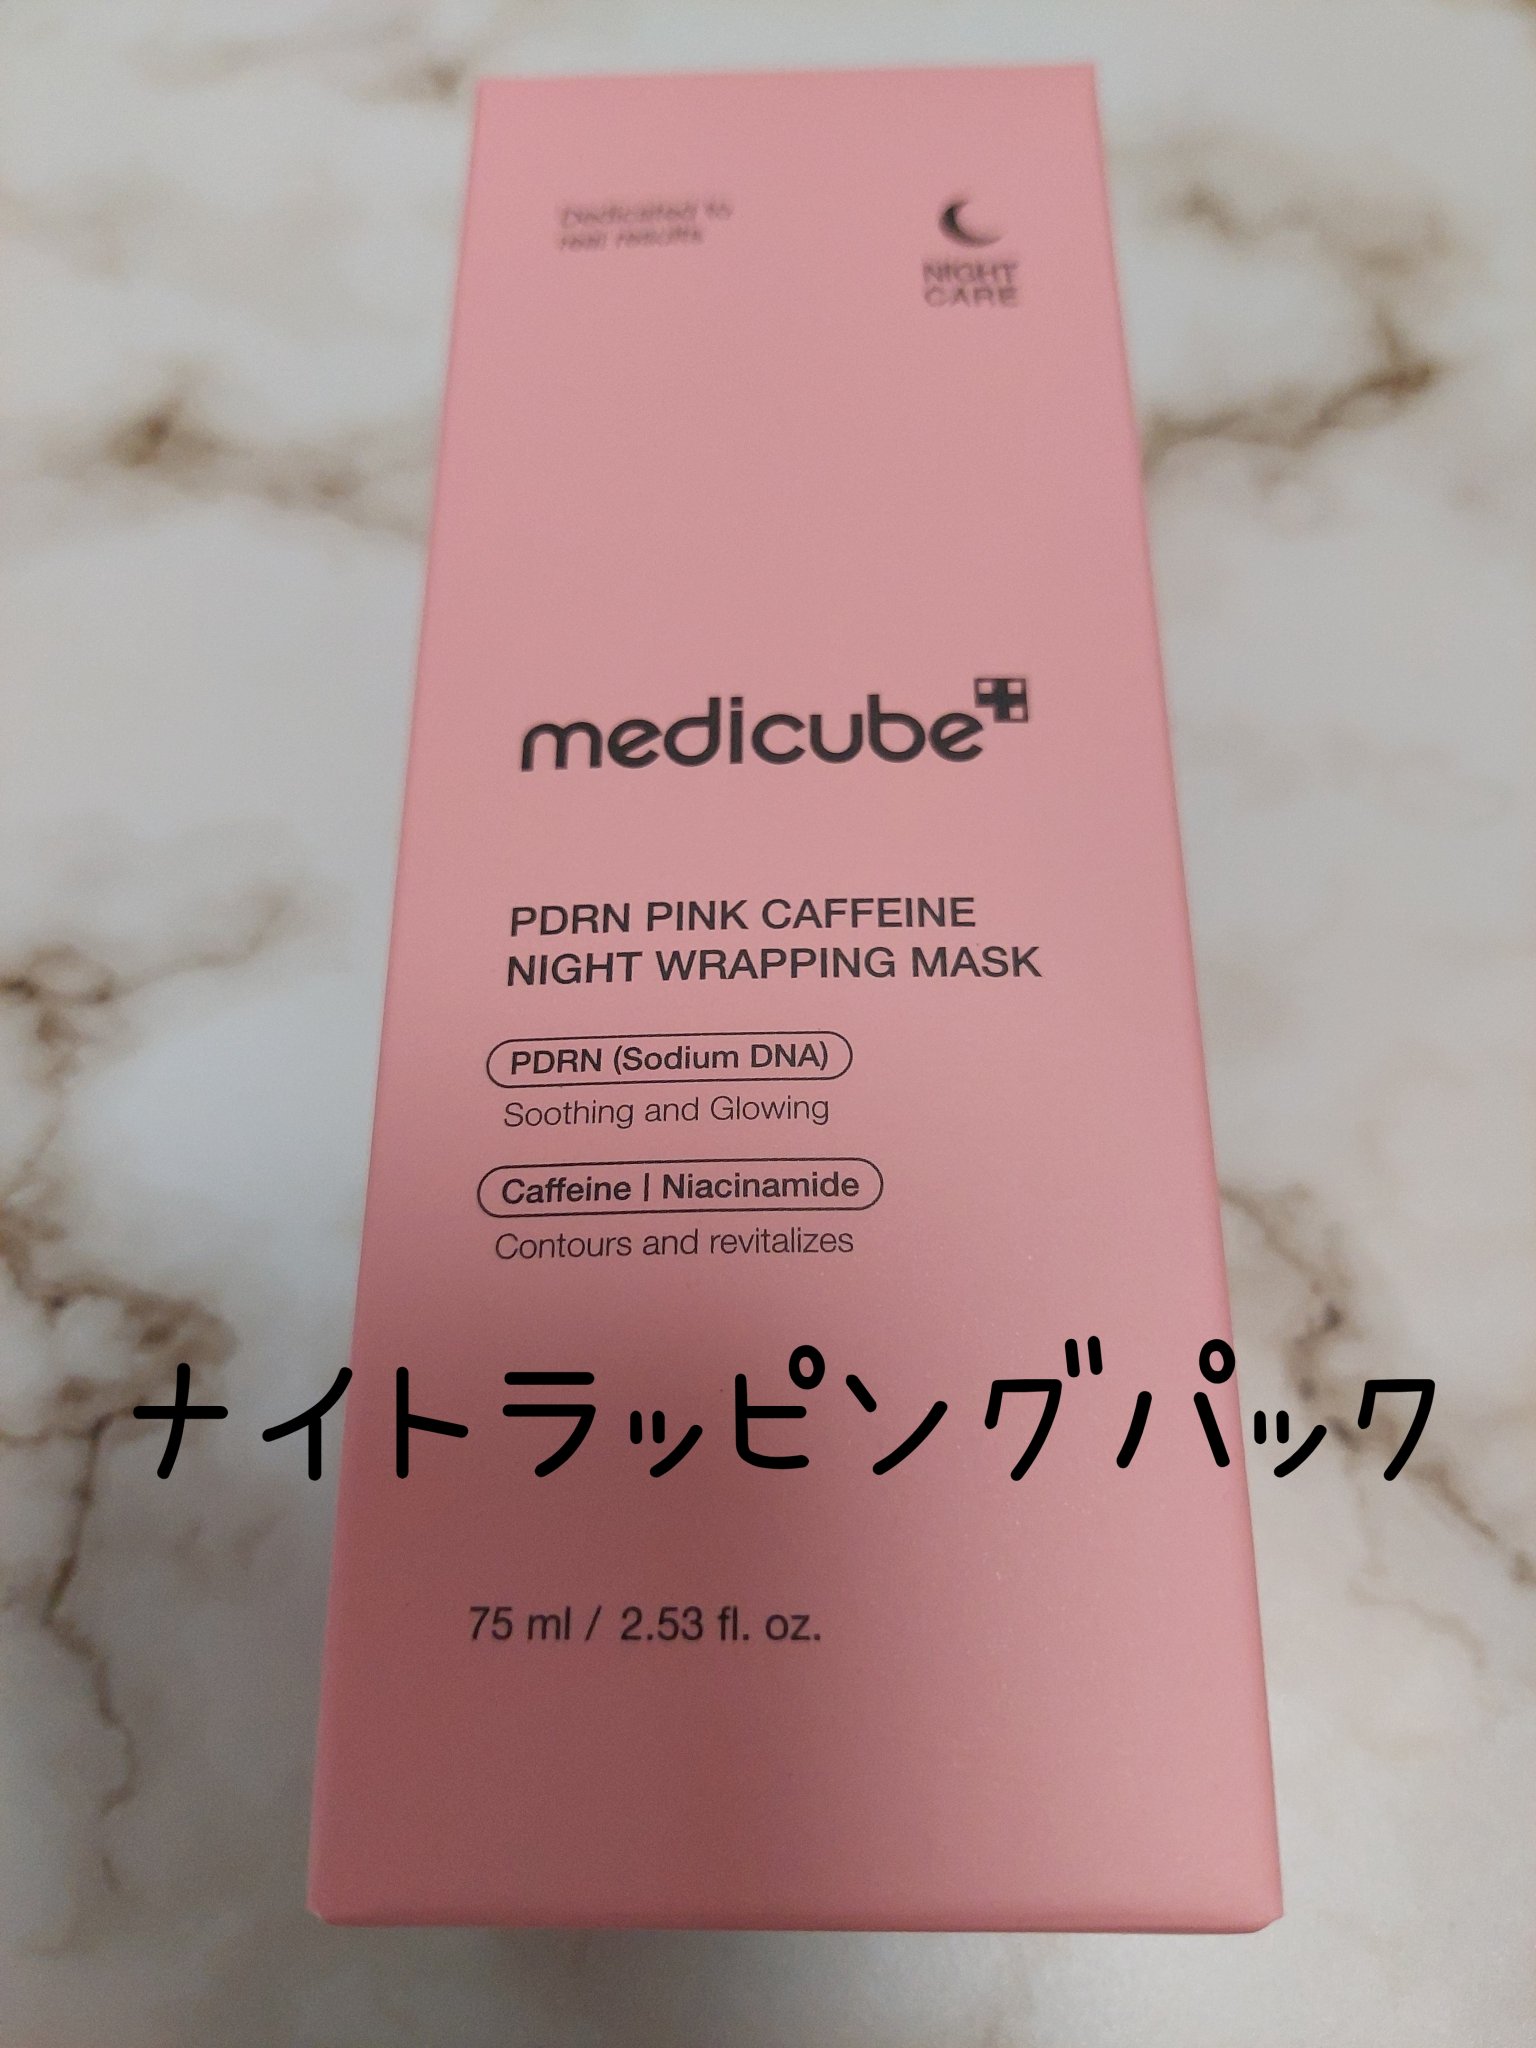 Dedicated to
real results
NIGHT
CARE
medicube
PDRN PINK CAFFEINE
NIGHT WRAPPING MASK
PDRN (Sodium DNA)
Soothing and Glowing
Caffeine | Niacinamide
Contours and revitalizes
ナイトラッピングパック
75 ml / 2.53 fl. oz.